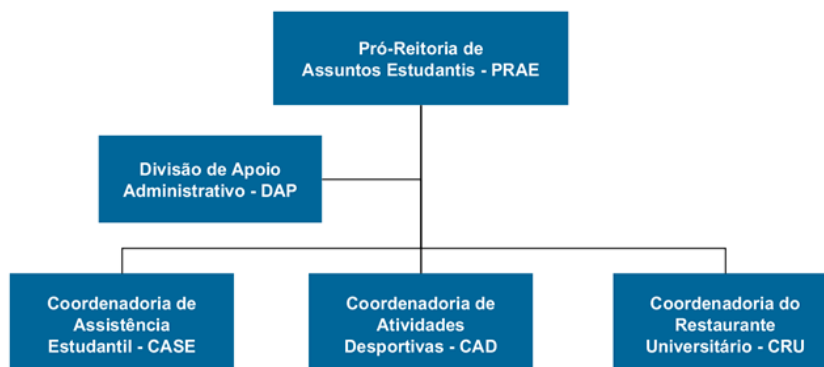 Pró-Reitoria de
Assuntos Estudantis - PRAE
Divisão de Apoio
Administrativo - DAP
Coordenadoria de
Assistência
Estudantil - CASE
Coordenadoria de
Atividades
Desportivas - CAD
Coordenadoria do
Restaurante
Universitário - CRU